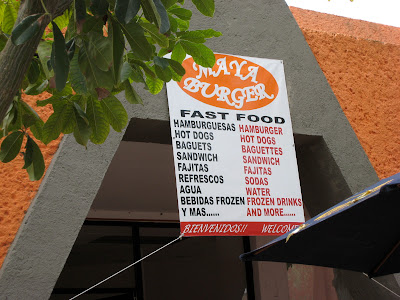 MAYA
BURGER
FAST FOOD
HAMBURGUESAS HAMBURGER
HOT DOGS HOT DOGS
BAGUETS BAGUETTES
SANDWICH SANDWICH
FAJITAS FAJITAS
REFRESCOS SODAS
AGUA WATER
BEBIDAS FROZEN FROZEN DRINKS
Y MAS...... AND MORE......
BIENVENIDOS!! WELCOME